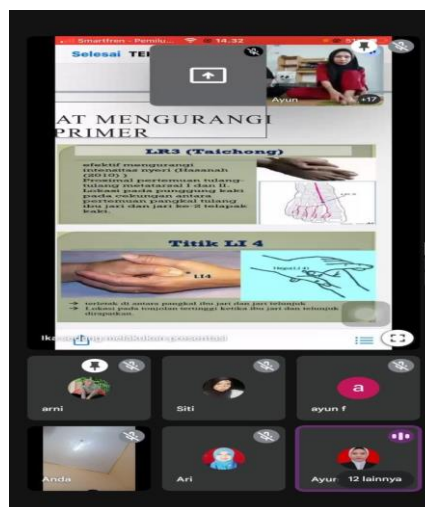 Smartfren - Pemilu... 14.32
Selesai TE
Ayun
+17
AT MENGURANGI
PRIMER
LR3 (Taichong)
efektif mengurangi
intensitas nyeri (Hasanah
(2010) )
Proximal pertemuan tulang-
tulang metatarsal I dan II.
Lokasi pada punggung kaki
pada cekungan antara
pertemuan pangkal tulang
ibu jari dan jari ke-2 telapak
kaki.
Titik LI 4
LI4
→ terletak di antara pangkal ibu jari dan jari telunjuk
→ Lokasi pada tonjolan tertinggi ketika ibu jari dan telunjuk
dirapatkan.
arni
Siti
a
ayun f
Anda
Ari
Ayur
12 lainnya